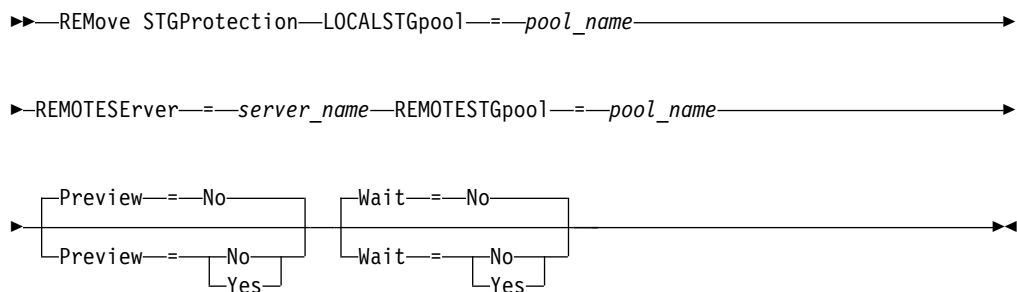 REMove STGProtection LOCALSTGpool = pool_name
REMOTESErver = server_name REMOTESTGpool = pool_name
Preview = No Wait = No
Preview = No Wait = No
Yes Yes